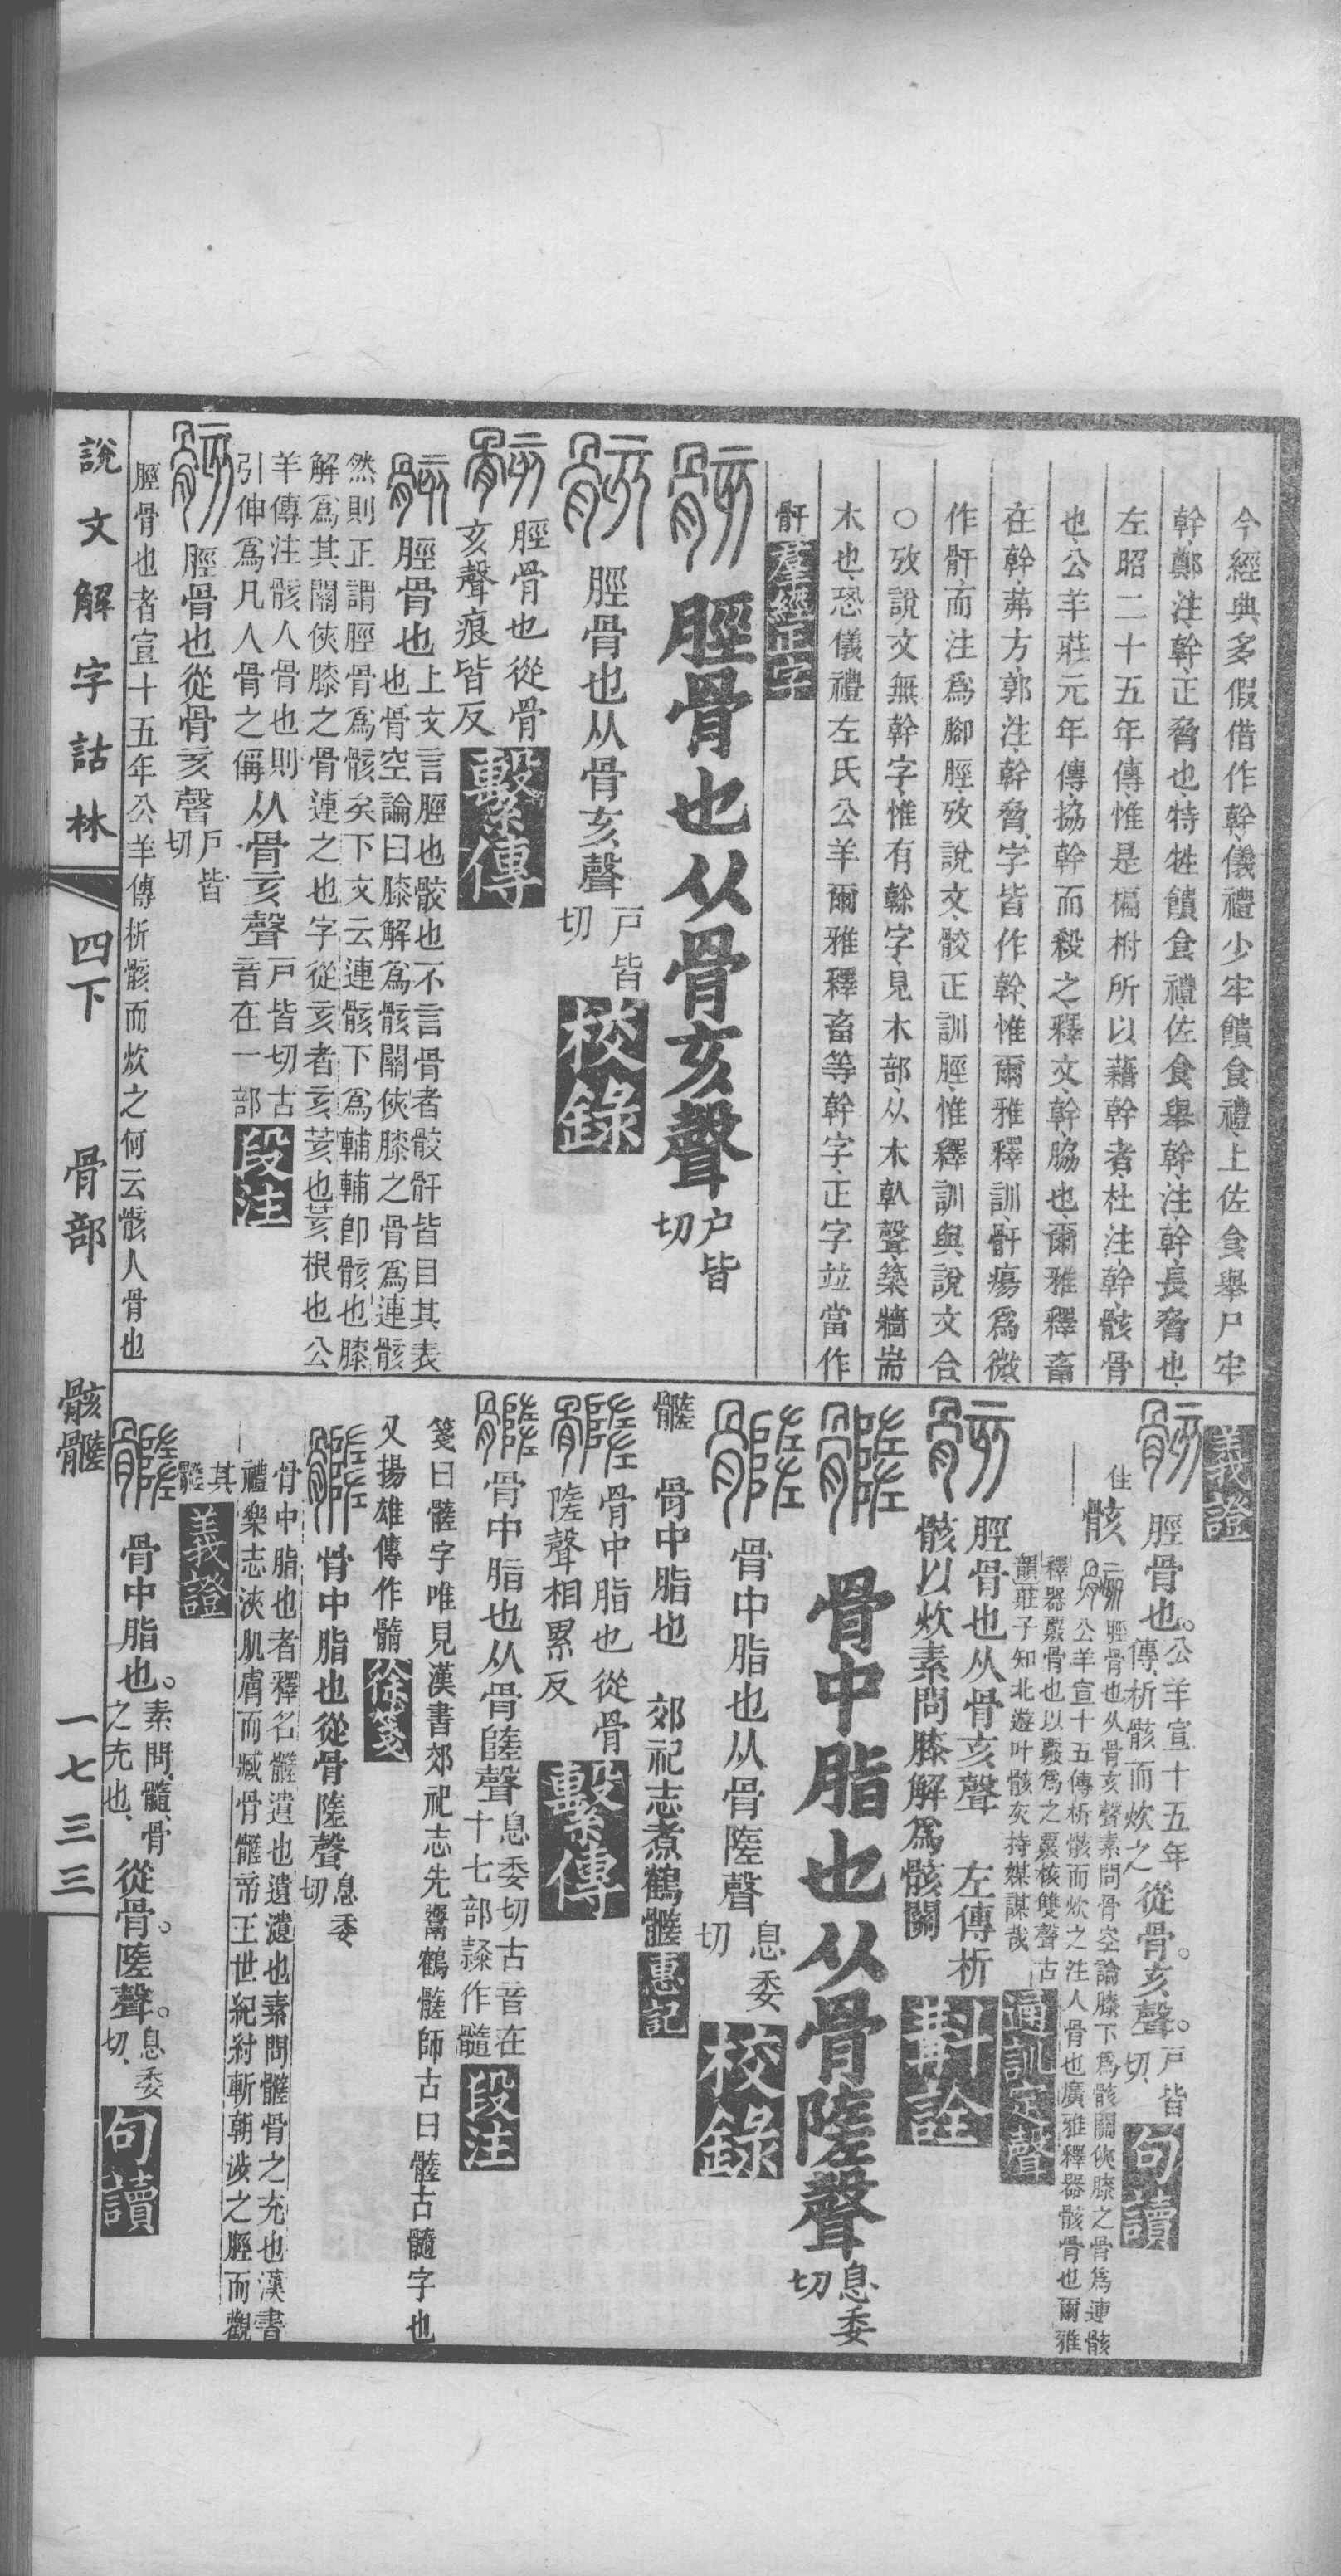 今經典多假借作幹、儀禮少牢饋食禮、上佐食舉尸牢
幹、鄭注、幹、正脅也、特牲饋食禮、佐食舉幹、注、幹、長脅也、
左昭二十五年傳、惟是楄柎所以藉幹者、杜注、幹、骸骨
也、公羊莊元年傳、協幹而殺之、釋文、幹、脇也、爾雅釋畜、
在幹、茀方、郭注、幹、脅、字皆作幹、惟爾雅釋訓骭瘍爲微
作骭、而注爲腳脛、攷說文、骹正訓脛、惟釋訓與說文合
○攷說文無幹字、惟有榦字、見木部、从木倝聲、築牆耑
木也、恐儀禮左氏公羊爾雅釋畜等幹字、正字竝當作
骭 羣經正字
骸 脛骨也从骨亥聲 户皆切
骸 脛骨也从骨亥聲 戶皆切 校錄
骸 脛骨也從骨亥聲痕皆反 繫傳
骸 脛骨也 上文言脛也骹也不言骨者骹骭皆目其表
也骨空論曰膝解爲骸關俠膝之骨爲連骸
然則正謂脛骨爲骸矣下文云連骸下爲輔輔卽骸也膝
解爲其關俠膝之骨連之也字從亥者亥荄也荄根也公
羊傳注骸人骨也則
引伸爲凡人骨之偁 从骨亥聲 戶皆切古音在一部 段注
骸 脛骨也從骨亥聲 戶皆切
脛骨也者宣十五年公羊傳析骸而炊之何云骸人骨也
義證
骸 脛骨也。公羊宣十五年傳、析骸而炊之、從骨。亥聲。戶皆切、 句讀
骸 脛骨也从骨亥聲素問骨空論膝下爲骸關俠膝之骨爲連骸
公羊宣十五傳析骸而炊之注人骨也廣雅釋器骸骨也爾雅
釋器覈骨也以覈爲之覈核雙聲 古
韻莊子知北遊叶骸灰持媒謀哉 通訓定聲
骸 脛骨也从骨亥聲 左傳析
骸以炊素問膝解爲骸關 斠詮
髓 骨中脂也从骨隓聲 息委切
髓 骨中脂也从骨隓聲 息委切 校錄
髓 骨中脂也 郊祀志煮鶴髓 惠記
髓 骨中脂也從骨隓聲相累反 繫傳
髓 骨中脂也从骨隓聲 息委切古音在十七部隸作髓 段注
箋曰髓字唯見漢書郊祀志先鬻鶴髓師古曰髓古髓字也
又揚雄傳作髓 徐箋
髓 骨中脂也從骨隓聲 息委切
骨中脂也者釋名髓遺也遺𧸶也素問髓骨之充也漢書
禮樂志浹肌膚而臧骨髓帝王世紀紂斬朝涉之脛而觀
其髓 義證
髓 骨中脂也。素問、髓、骨之充也、從骨。隓聲。息委切、 句讀
說文解字詁林 四下 骨部 骸髓 一七三三